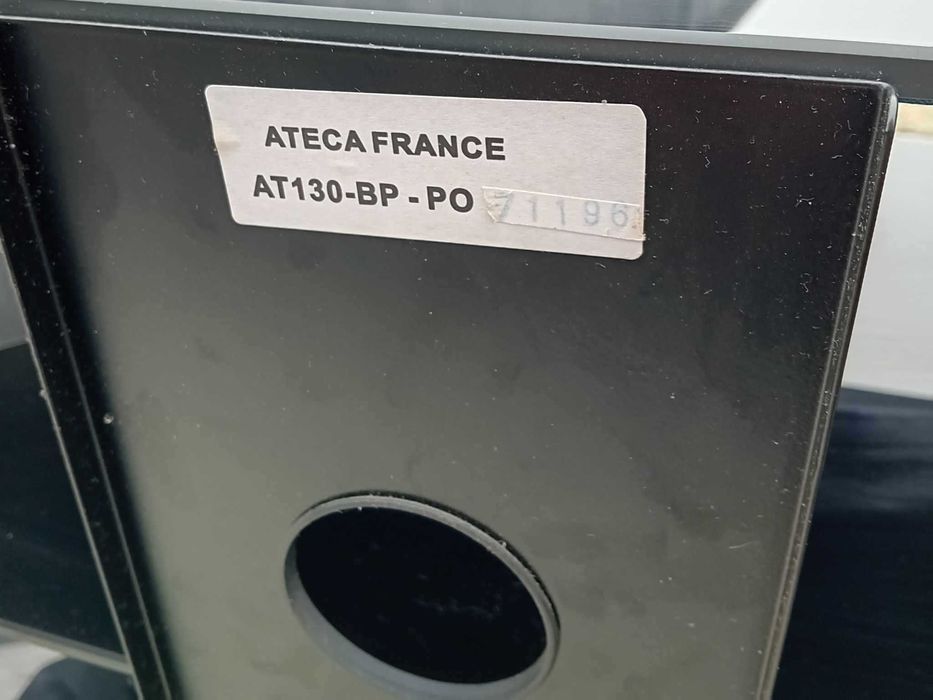 ATECA FRANCE
AT130-BP - PO 71196